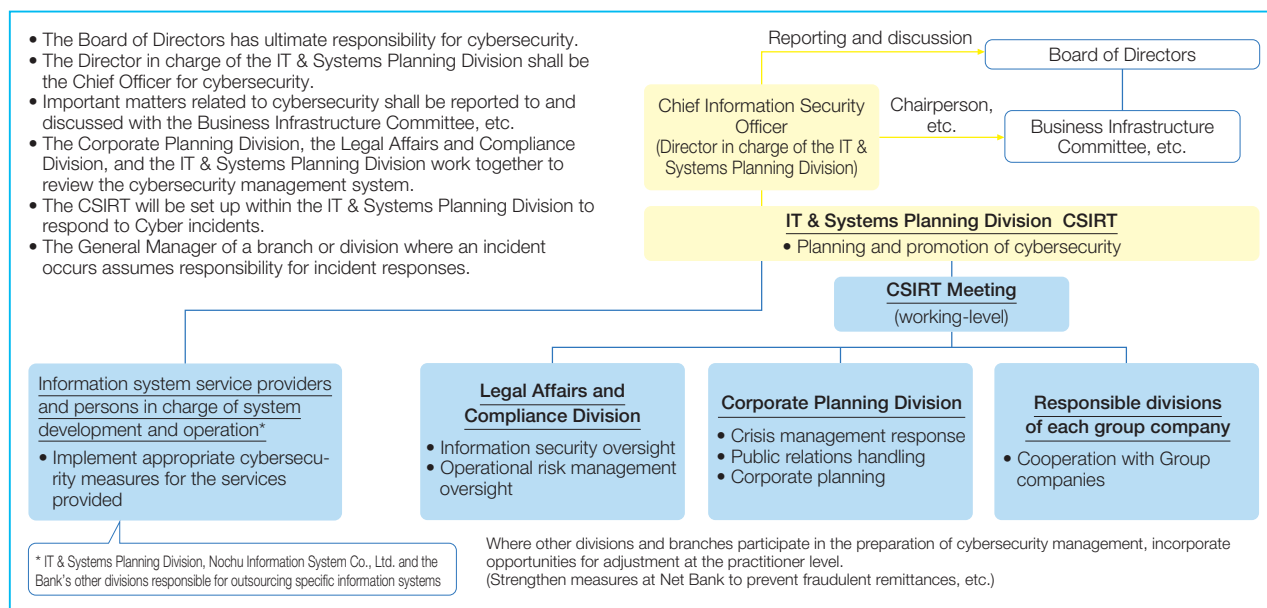 • The Board of Directors has ultimate responsibility for cybersecurity.
• The Director in charge of the IT & Systems Planning Division shall be
the Chief Officer for cybersecurity.
• Important matters related to cybersecurity shall be reported to and
discussed with the Business Infrastructure Committee, etc.
• The Corporate Planning Division, the Legal Affairs and Compliance
Division, and the IT & Systems Planning Division work together to
review the cybersecurity management system.
• The CSIRT will be set up within the IT & Systems Planning Division to
respond to Cyber incidents.
• The General Manager of a branch or division where an incident
occurs assumes responsibility for incident responses.
Reporting and discussion
Board of Directors
Chief Information Security
Officer
(Director in charge of the IT &
Systems Planning Division)
Chairperson,
etc.
Business Infrastructure
Committee, etc.
IT & Systems Planning Division CSIRT
• Planning and promotion of cybersecurity
CSIRT Meeting
(working-level)
Information system service providers
and persons in charge of system
development and operation*
• Implement appropriate cybersecu-
rity measures for the services
provided
Legal Affairs and
Compliance Division
• Information security oversight
• Operational risk management
oversight
Corporate Planning Division
• Crisis management response
• Public relations handling
• Corporate planning
Responsible divisions
of each group company
• Cooperation with Group
companies
* IT & Systems Planning Division, Nochu Information System Co., Ltd. and the
Bank's other divisions responsible for outsourcing specific information systems
Where other divisions and branches participate in the preparation of cybersecurity management, incorporate
opportunities for adjustment at the practitioner level.
(Strengthen measures at Net Bank to prevent fraudulent remittances, etc.)